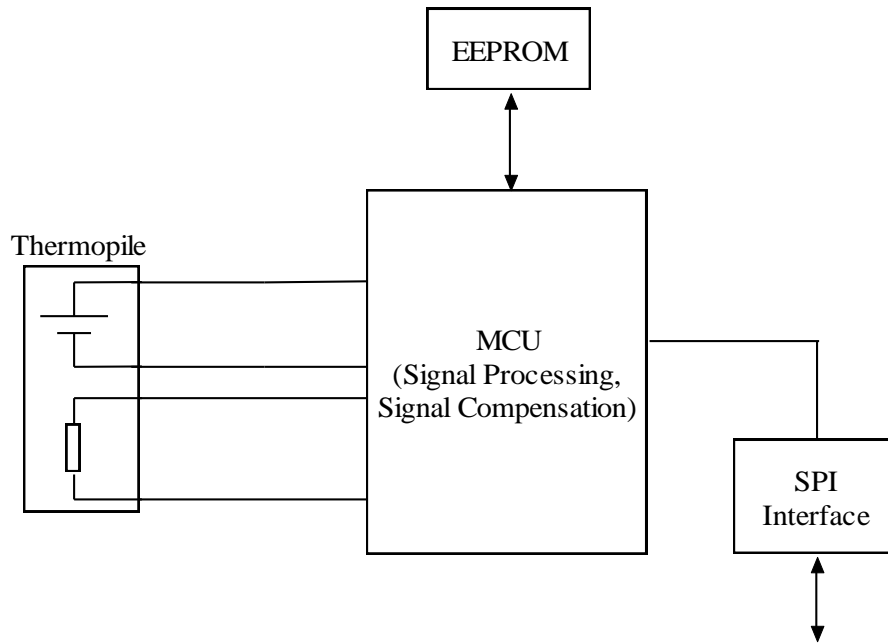 EEPROM
Thermopile
MCU
(Signal Processing,
Signal Compensation)
SPI
Interface